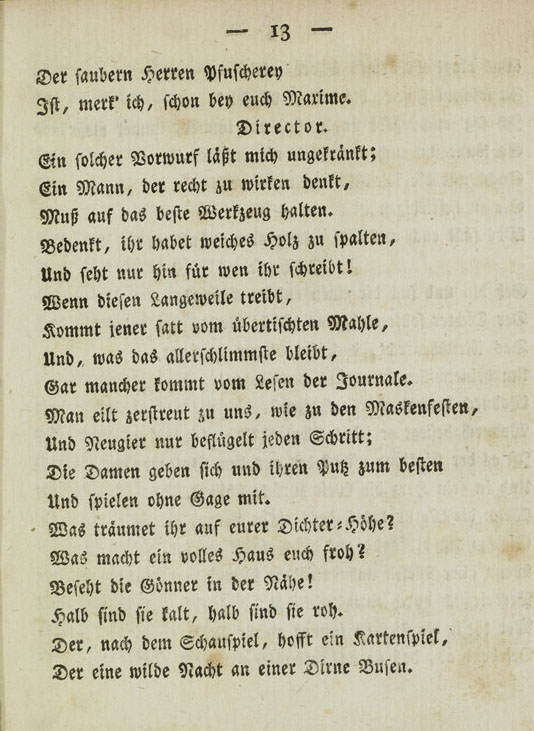 — 13 —
Der saubern Herren Pfuscherey
Ist, merk' ich, schon bey euch Maxime.
Director.
Ein solcher Vorwurf läßt mich ungekränkt;
Ein Mann, der recht zu wirken denkt,
Muß auf das beste Werkzeug halten.
Bedenkt, ihr habet weiches Holz zu spalten,
Und seht nur hin für wen ihr schreibt!
Wenn diesen Langeweile treibt,
Kommt jener satt vom übertischten Mahle,
Und, was das allerschlimmste bleibt,
Gar mancher kommt vom Lesen der Journale.
Man eilt zerstreut zu uns, wie zu den Maskenfesten,
Und Neugier nur beflügelt jeden Schritt;
Die Damen geben sich und ihren Putz zum besten
Und spielen ohne Gage mit.
Was träumet ihr auf eurer Dichter-Höhe?
Was macht ein volles Haus euch froh?
Beseht die Gönner in der Nähe!
Halb sind sie kalt, halb sind sie roh.
Der, nach dem Schauspiel, hofft ein Kartenspiel,
Der eine wilde Nacht an einer Dirne Busen.